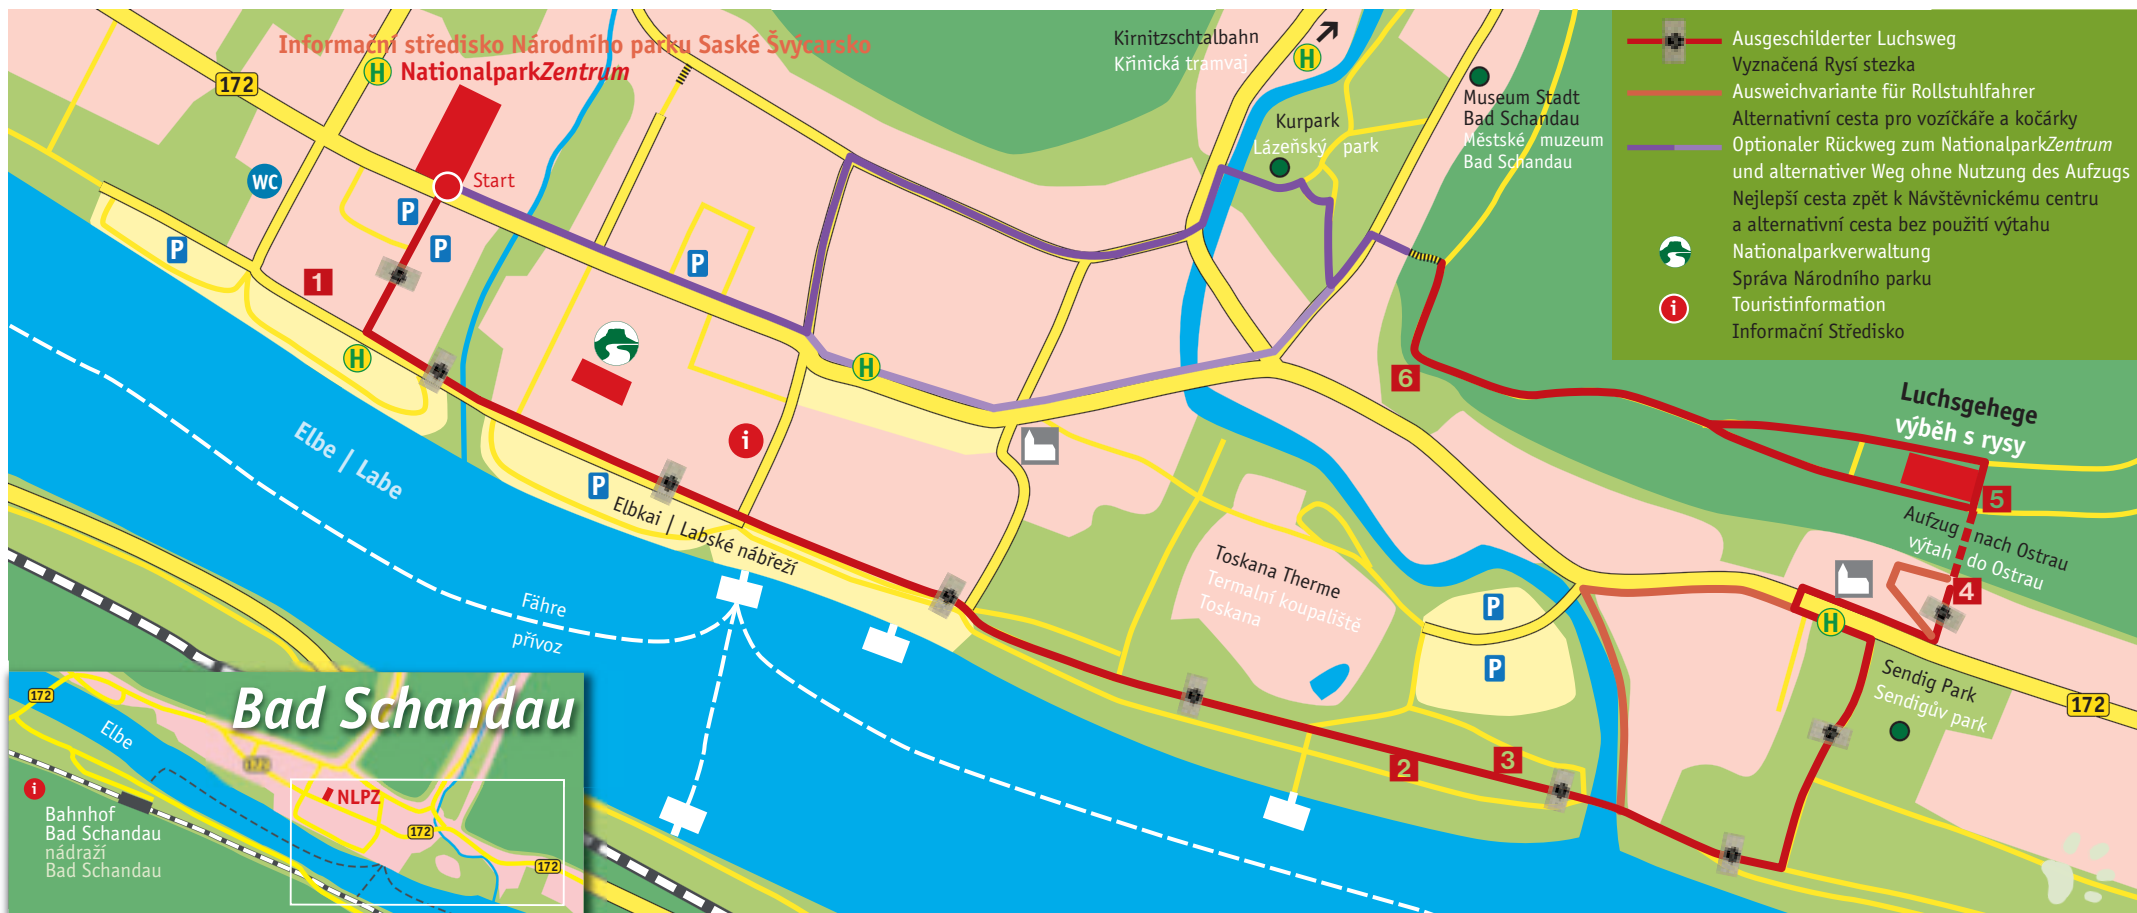 Informační středisko Národního parku Saské Švýcarsko
H NationalparkZentrum
172
WC
Start
P
P
P
P
1
H
H
Elbe | Labe
i
P
Elbkai | Labské nábřeží
Fähre
přívoz
Kirnitzschtalbahn
Křinická tramvaj
H
Kurpark
Lázeňský park
Museum Stadt
Bad Schandau
Městské muzeum
Bad Schandau
Ausgeschilderter Luchsweg
Vyznačená Rysí stezka
Ausweichvariante für Rollstuhlfahrer
Alternativní cesta pro vozíčkáře a kočárky
Optionaler Rückweg zum NationalparkZentrum
und alternativer Weg ohne Nutzung des Aufzugs
Nejlepší cesta zpět k Návštěvnickému centru
a alternativní cesta bez použití výtahu
Nationalparkverwaltung
Správa Národního parku
i
Touristinformation
Informační Středisko
6
Luchsgehege
výběh s rysy
5
Aufzug nach Ostrau
výtah do Ostrau
4
H
Toskana Therme
Termalní koupaliště
Toskana
P
P
Sendig Park
Sendigův park
172
2
3
Bad Schandau
172
Elbe
172
i
Bahnhof
Bad Schandau
nádraží
Bad Schandau
NLPZ
172
172